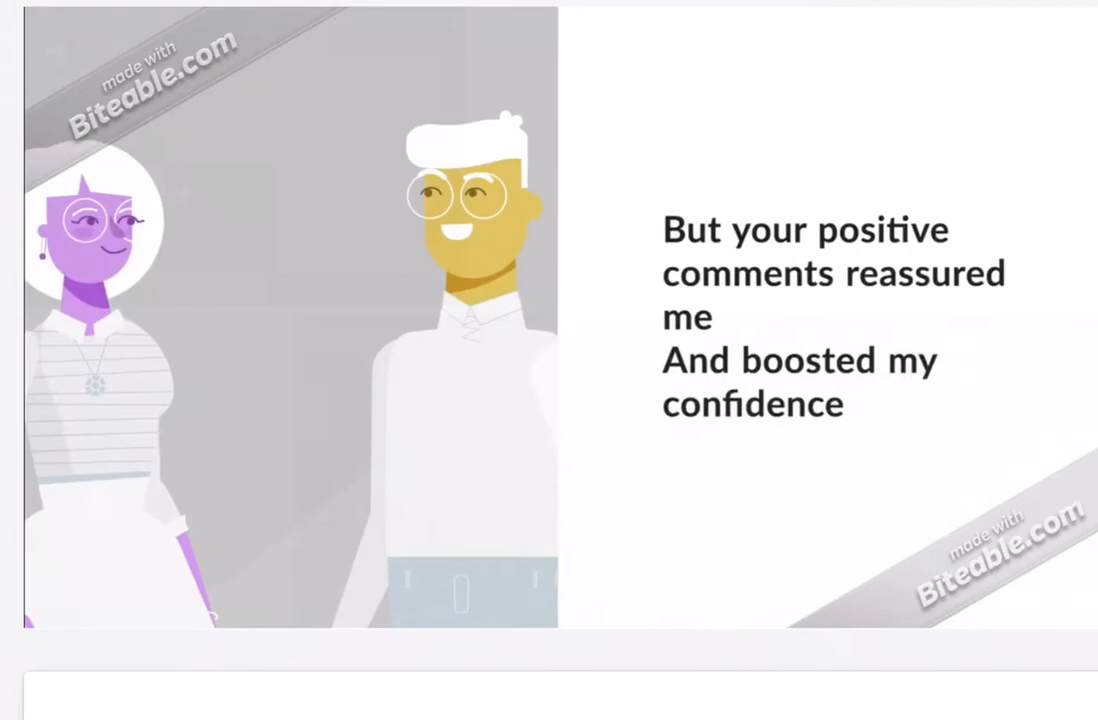 made with
Biteable.com
But your positive
comments reassured
me
And boosted my
confidence
made with
Biteable.com